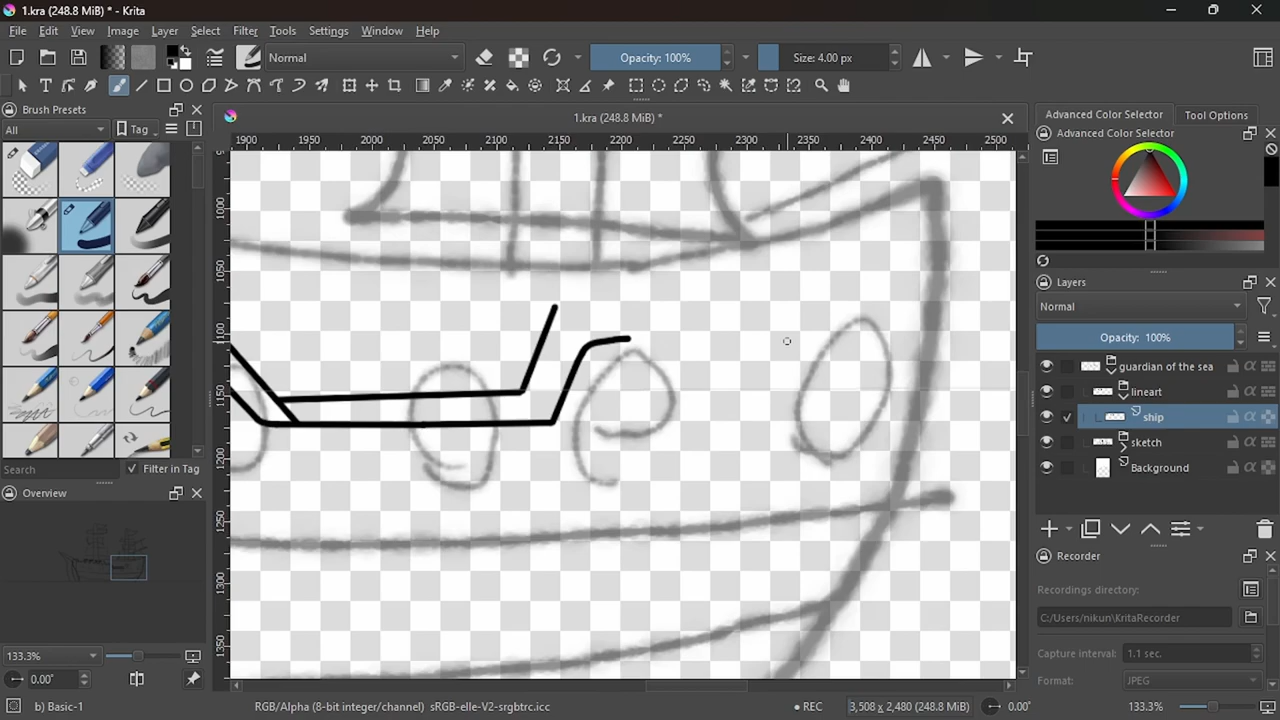 1.kra (248.8 MiB) * - Krita
File Edit View Image Layer Select Filter Tools Settings Window Help
Normal Opacity: 100% Size: 4.00 px
Brush Presets
All Tag
Search Filter in Tag
Overview
133.3%
0.00°
1.kra (248.8 MiB) *
1900 1950 2000 2050 2100 2150 2200 2250 2300 2350 2400 2450 2500
1000
1050
1100
1150
1200
1250
1300
1350
Advanced Color Selector Tool Options
Advanced Color Selector
Layers
Normal
Opacity: 100%
guardian of the sea
lineart
ship
sketch
Background
Recorder
Recordings directory:
C:/Users/nikun\KritaRecorder
Capture interval: 1.1 sec.
Format: JPEG
b) Basic-1 RGB/Alpha (8-bit integer/channel) sRGB-elle-V2-srgbtrc.icc REC 3,508 x 2,480 (248.8 MiB) 0.00° 133.3%